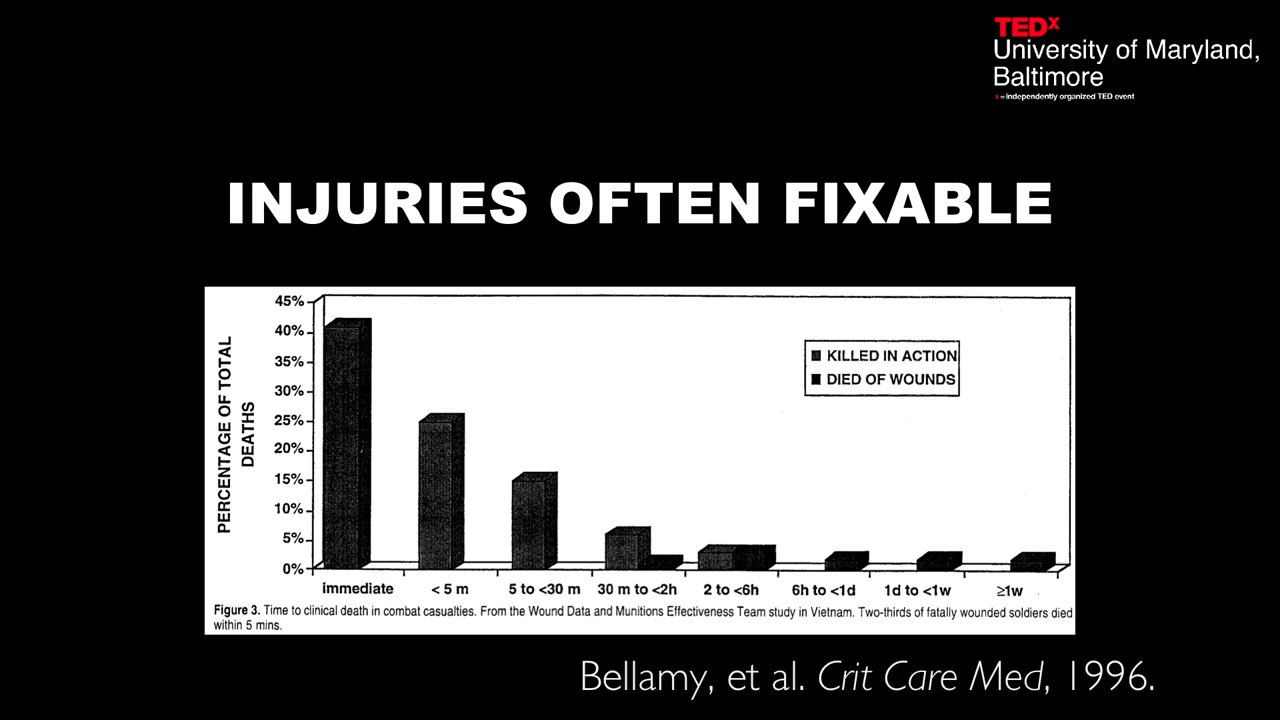 TEDx
University of Maryland,
Baltimore
x = independently organized TED event
INJURIES OFTEN FIXABLE
PERCENTAGE OF TOTAL
DEATHS
45%
40%
35%
30%
25%
20%
15%
10%
5%
0%
KILLED IN ACTION
DIED OF WOUNDS
immediate
< 5 m
5 to <30 m
30 m to <2h
2 to <6h
6h to <1d
1d to <1w
≥1w
Figure 3. Time to clinical death in combat casualties. From the Wound Data and Munitions Effectiveness Team study in Vietnam. Two-thirds of fatally wounded soldiers died
within 5 mins.
Bellamy, et al. Crit Care Med, 1996.